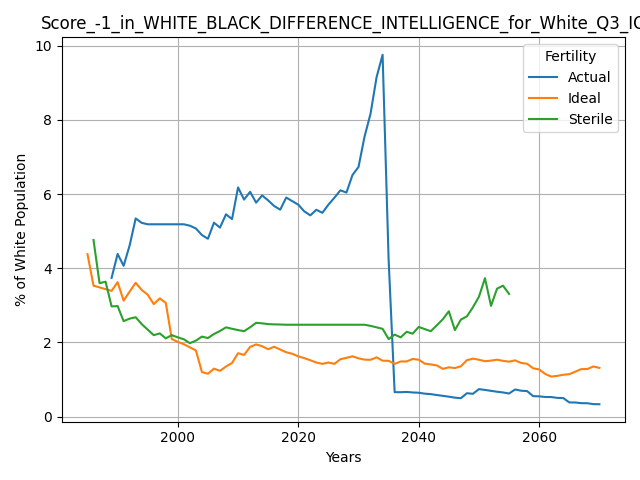 Score_-1_in_WHITE_BLACK_DIFFERENCE_INTELLIGENCE_for_White_Q3_IC
Fertility
Actual
Ideal
Sterile
10
8
6
4
2
0
% of White Population
2000
2020
2040
2060
Years